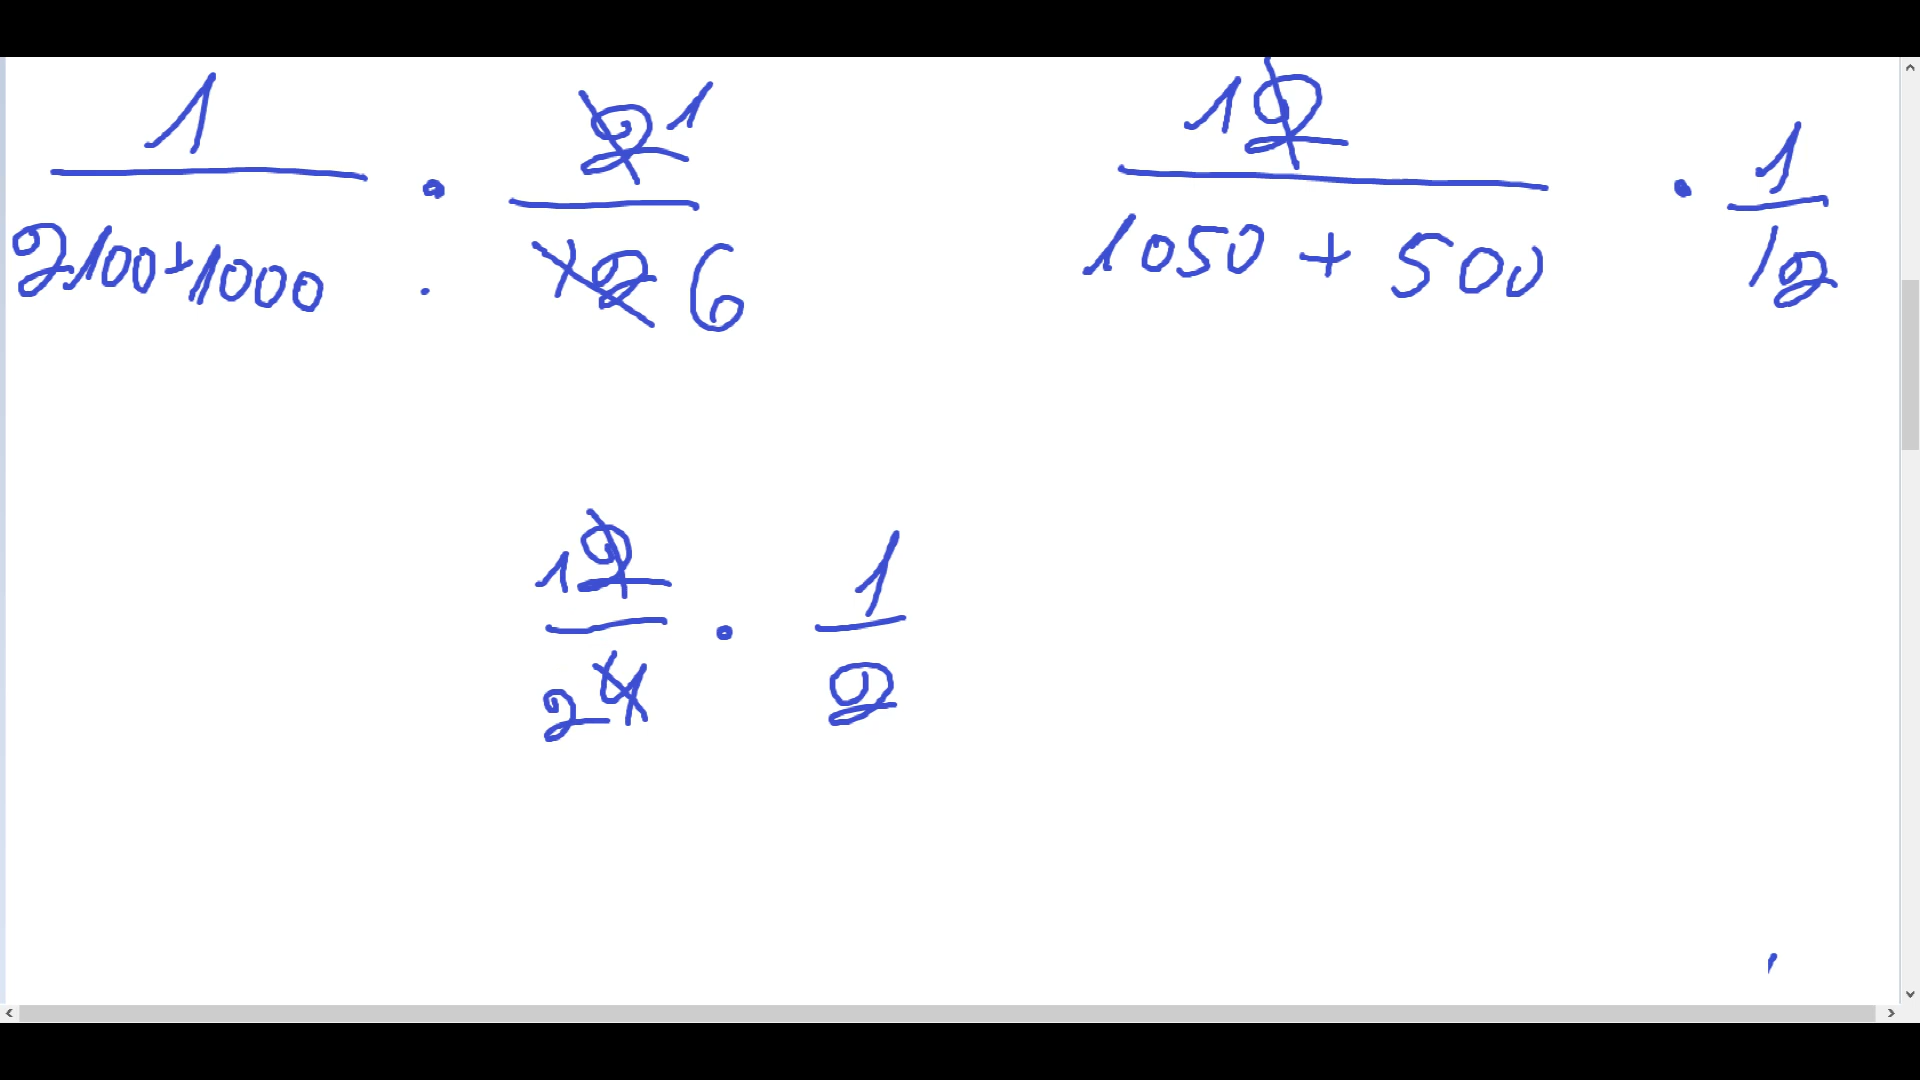 1 · 2 1 12 · 1
2100+1000 · 12 6 1050 + 500 12
12 · 1
24 2